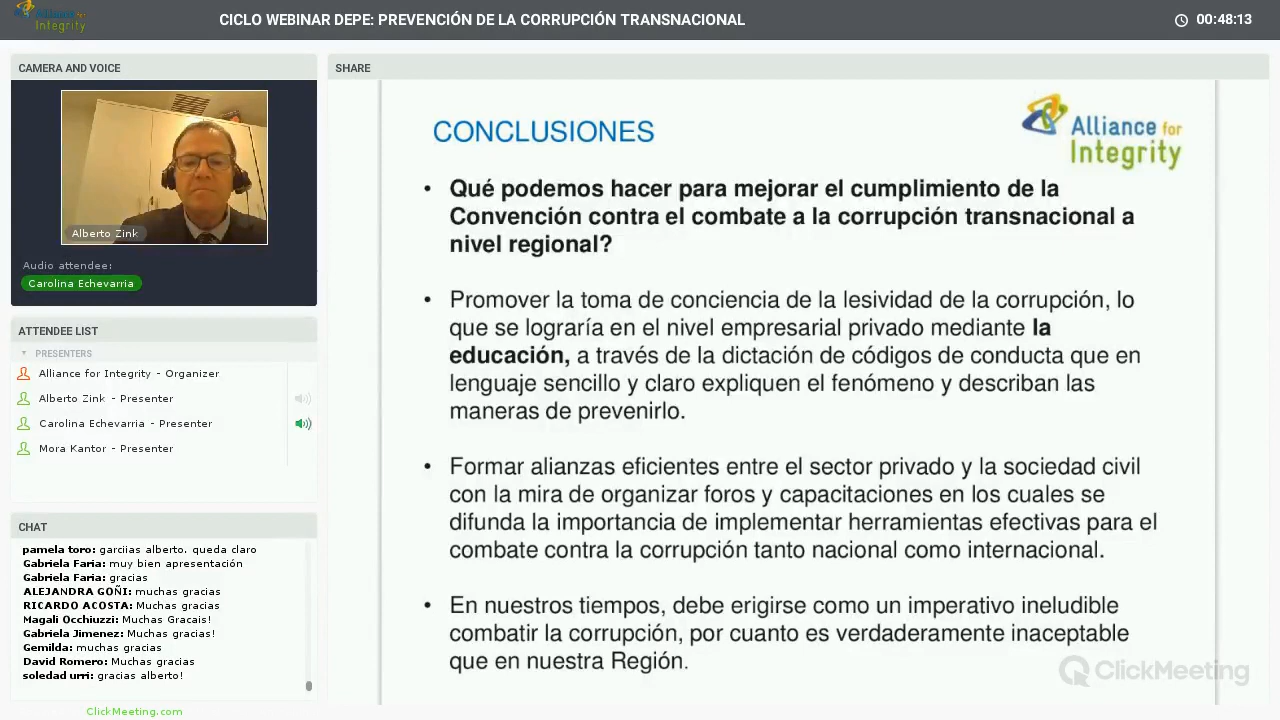 Alliance for
Integrity
CICLO WEBINAR DEPE: PREVENCIÓN DE LA CORRUPCIÓN TRANSNACIONAL
00:48:13
CAMERA AND VOICE
Alberto Zink
Audio attendee:
Carolina Echevarria
ATTENDEE LIST
PRESENTERS
Alliance for Integrity - Organizer
Alberto Zink - Presenter
Carolina Echevarria - Presenter
Mora Kantor - Presenter
CHAT
pamela toro: garciias alberto. queda claro
Gabriela Faria: muy bien apresentación
Gabriela Faria: gracias
ALEJANDRA GOÑI: muchas gracias
RICARDO ACOSTA: Muchas gracias
Magali Occhiuzzi: Muchas Gracais!
Gabriela Jimenez: Muchas gracias!
Gemilda: muchas gracias
David Romero: Muchas gracias
soledad urri: gracias alberto!
ClickMeeting.com
SHARE
CONCLUSIONES
Alliance for
Integrity
• Qué podemos hacer para mejorar el cumplimiento de la
Convención contra el combate a la corrupción transnacional a
nivel regional?
• Promover la toma de conciencia de la lesividad de la corrupción, lo
que se lograría en el nivel empresarial privado mediante la
educación, a través de la dictación de códigos de conducta que en
lenguaje sencillo y claro expliquen el fenómeno y describan las
maneras de prevenirlo.
• Formar alianzas eficientes entre el sector privado y la sociedad civil
con la mira de organizar foros y capacitaciones en los cuales se
difunda la importancia de implementar herramientas efectivas para el
combate contra la corrupción tanto nacional como internacional.
• En nuestros tiempos, debe erigirse como un imperativo ineludible
combatir la corrupción, por cuanto es verdaderamente inaceptable
que en nuestra Región.
ClickMeeting